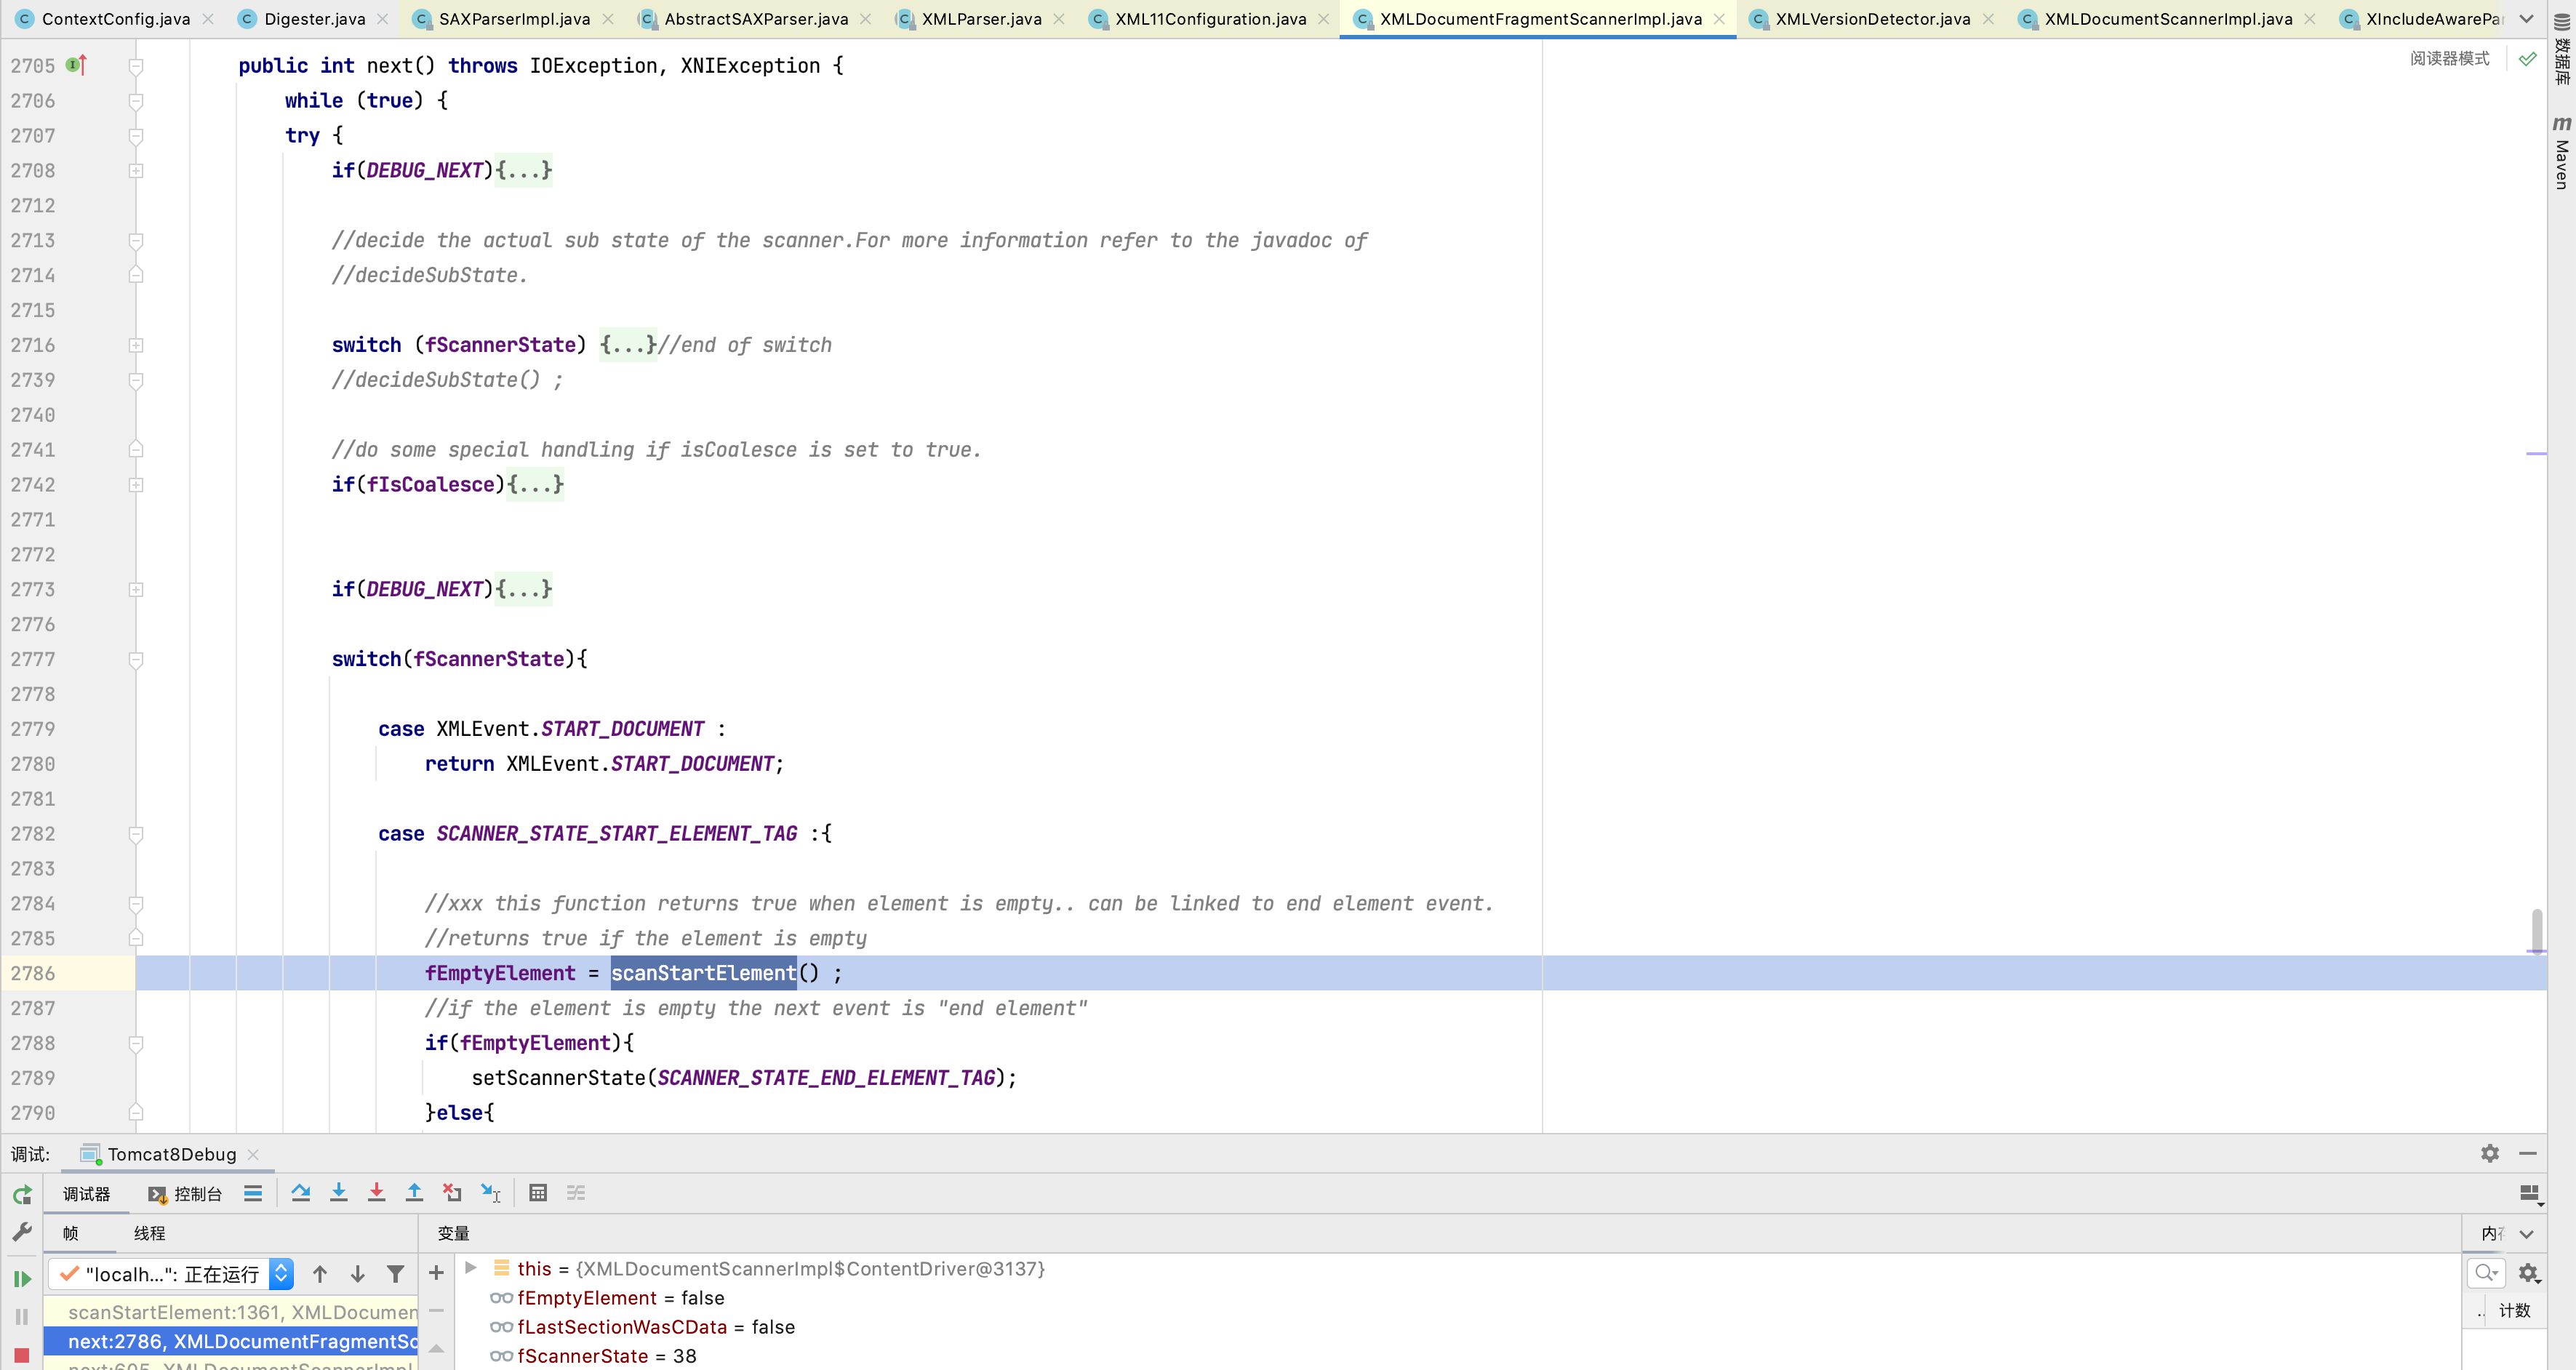 ContextConfig.java Digester.java SAXParserImpl.java AbstractSAXParser.java XMLParser.java XML11Configuration.java XMLDocumentFragmentScannerImpl.java XMLVersionDetector.java XMLDocumentScannerImpl.java XIncludeAwarePa
阅读器模式
数据库
m Maven
2705 public int next() throws IOException, XNIException {
2706 while (true) {
2707 try {
2708 if(DEBUG_NEXT){...}
2712
2713 //decide the actual sub state of the scanner.For more information refer to the javadoc of
2714 //decideSubState.
2715
2716 switch (fScannerState) {...}//end of switch
2739 //decideSubState() ;
2740
2741 //do some special handling if isCoalesce is set to true.
2742 if(fIsCoalesce){...}
2771
2772
2773 if(DEBUG_NEXT){...}
2776
2777 switch(fScannerState){
2778
2779 case XMLEvent.START_DOCUMENT :
2780 return XMLEvent.START_DOCUMENT;
2781
2782 case SCANNER_STATE_START_ELEMENT_TAG :{
2783
2784 //xxx this function returns true when element is empty.. can be linked to end element event.
2785 //returns true if the element is empty
2786 fEmptyElement = scanStartElement() ;
2787 //if the element is empty the next event is "end element"
2788 if(fEmptyElement){
2789 setScannerState(SCANNER_STATE_END_ELEMENT_TAG);
2790 }else{
调试: Tomcat8Debug
调试器 控制台
帧 线程 变量
"localh...": 正在运行
scanStartElement:1361, XMLDocumen
next:2786, XMLDocumentFragmentSc
next:605, XMLDocumentScannerImpl
this = {XMLDocumentScannerImpl$ContentDriver@3137}
fEmptyElement = false
fLastSectionWasCData = false
fScannerState = 38
.. 计数